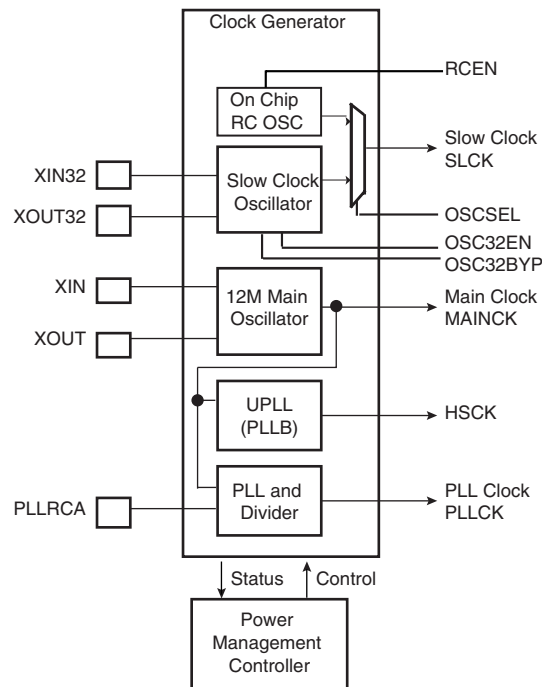 Clock Generator
RCEN
On Chip
RC OSC
Slow Clock
SLCK
XIN32
Slow Clock
Oscillator
XOUT32
OSCSEL
OSC32EN
OSC32BYP
XIN
12M Main
Oscillator
Main Clock
MAINCK
XOUT
UPLL
(PLLB)
HSCK
PLLRCA
PLL and
Divider
PLL Clock
PLLCK
Status
Control
Power
Management
Controller